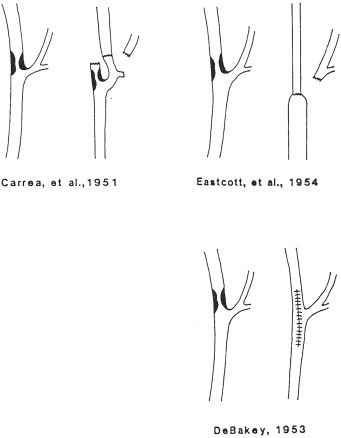 Carrea, et al.,1951
Eastcott, et al., 1954
DeBakey, 1953